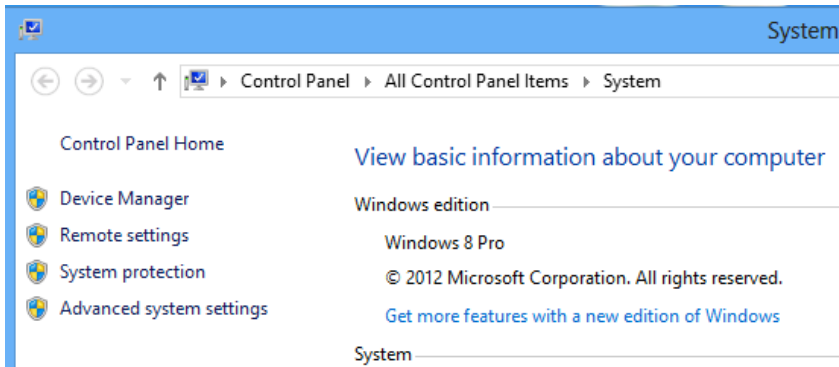 System
Control Panel All Control Panel Items System
Control Panel Home
Device Manager
Remote settings
System protection
Advanced system settings
View basic information about your computer
Windows edition
Windows 8 Pro
© 2012 Microsoft Corporation. All rights reserved.
Get more features with a new edition of Windows
System